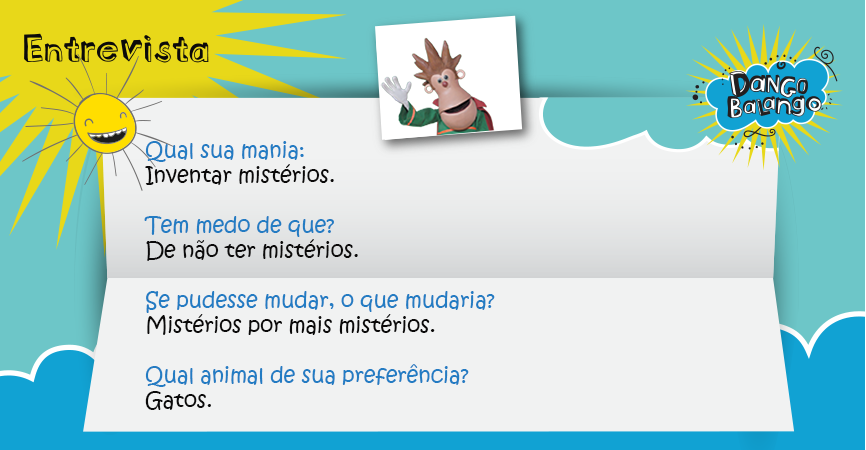 Entrevista
Dango
Balango
Qual sua mania:
Inventar mistérios.
Tem medo de que?
De não ter mistérios.
Se pudesse mudar, o que mudaria?
Mistérios por mais mistérios.
Qual animal de sua preferência?
Gatos.